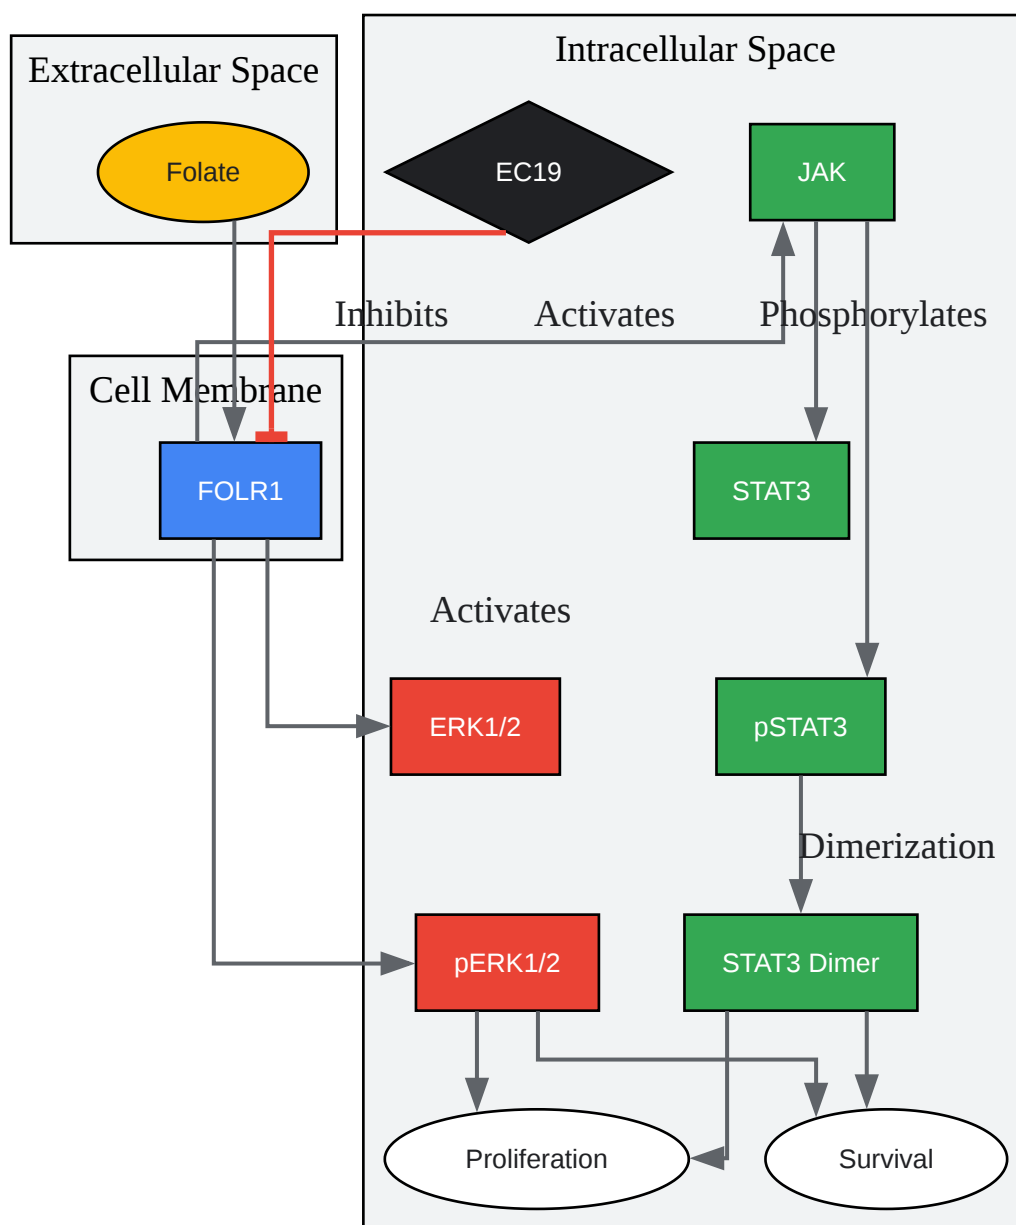 Intracellular Space
Extracellular Space
Folate
EC19
JAK
Inhibits
Activates
Phosphorylates
Cell Membrane
FOLR1
STAT3
Activates
ERK1/2
pSTAT3
Dimerization
pERK1/2
STAT3 Dimer
Proliferation
Survival